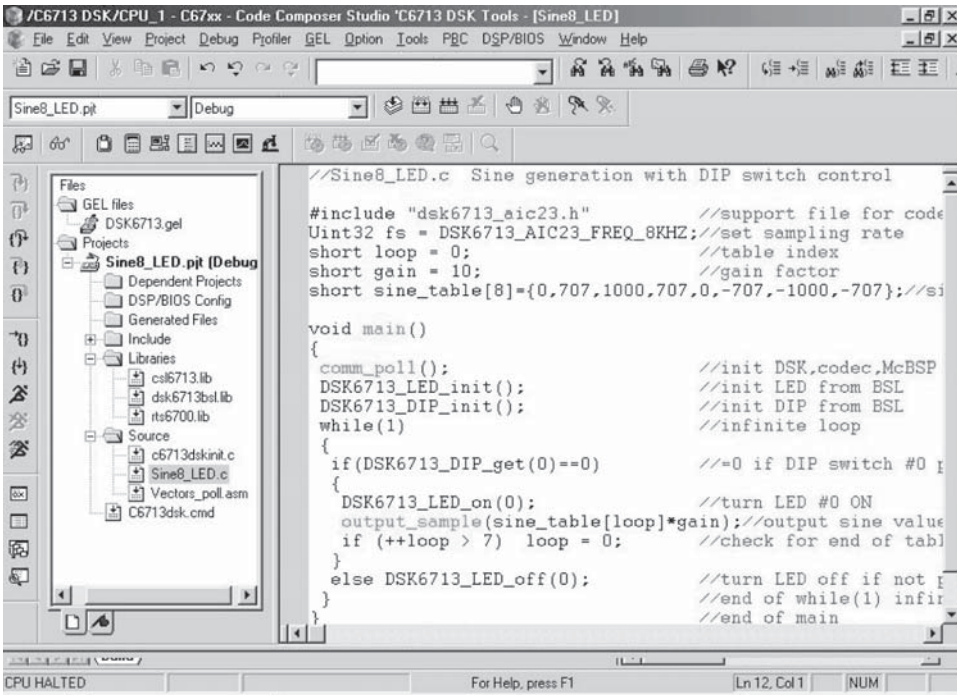 /C6713 DSK/CPU_1 - C67xx - Code Composer Studio 'C6713 DSK Tools - [Sine8_LED]
File Edit View Project Debug Profiler GEL Option Tools PBC DSP/BIOS Window Help
Sine8_LED.pjt Debug
Files
GEL files
DSK6713.gel
Projects
Sine8_LED.pjt (Debug
Dependent Projects
DSP/BIOS Config
Generated Files
Include
Libraries
csl6713.lib
dsk6713bsl.lib
rts6700.lib
Source
c6713dskinit.c
Sine8_LED.c
Vectors_poll.asm
C6713dsk.cmd
//Sine8_LED.c Sine generation with DIP switch control
#include "dsk6713_aic23.h" //support file for code
Uint32 fs = DSK6713_AIC23_FREQ_8KHZ;//set sampling rate
short loop = 0; //table index
short gain = 10; //gain factor
short sine_table[8]={0,707,1000,707,0,-707,-1000,-707};//si
void main()
{
comm_poll(); //init DSK,codec,McBSP
DSK6713_LED_init(); //init LED from BSL
DSK6713_DIP_init(); //init DIP from BSL
while(1) //infinite loop
{
if(DSK6713_DIP_get(0)==0) //=0 if DIP switch #0 p
{
DSK6713_LED_on(0); //turn LED #0 ON
output_sample(sine_table[loop]*gain);//output sine value
if (++loop > 7) loop = 0; //check for end of tabl
}
else DSK6713_LED_off(0); //turn LED off if not p
} //end of while(1) infir
} //end of main
Build
CPU HALTED For Help, press F1 Ln 12, Col 1 NUM